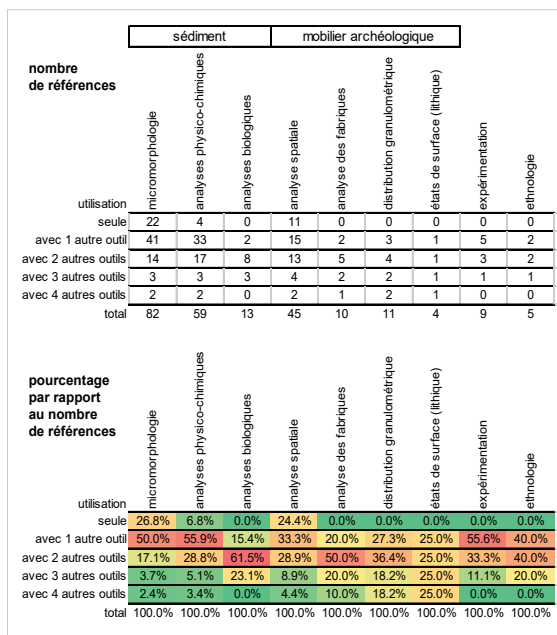 sédiment mobilier archéologique
nombre
de références
utilisation micromorphologie analyses physico-chimiques analyses biologiques analyse spatiale analyse des fabriques distribution granulométrique états de surface (lithique) expérimentation ethnologie
seule 22 4 0 11 0 0 0 0 0
avec 1 autre outil 41 33 2 15 2 3 1 5 2
avec 2 autres outils 14 17 8 13 5 4 1 3 2
avec 3 autres outils 3 3 3 4 2 2 1 1 1
avec 4 autres outils 2 2 0 2 1 2 1 0 0
total 82 59 13 45 10 11 4 9 5
pourcentage
par rapport
au nombre
de références
utilisation micromorphologie analyses physico-chimiques analyses biologiques analyse spatiale analyse des fabriques distribution granulométrique états de surface (lithique) expérimentation ethnologie
seule 26.8% 6.8% 0.0% 24.4% 0.0% 0.0% 0.0% 0.0% 0.0%
avec 1 autre outil 50.0% 55.9% 15.4% 33.3% 20.0% 27.3% 25.0% 55.6% 40.0%
avec 2 autres outils 17.1% 28.8% 61.5% 28.9% 50.0% 36.4% 25.0% 33.3% 40.0%
avec 3 autres outils 3.7% 5.1% 23.1% 8.9% 20.0% 18.2% 25.0% 11.1% 20.0%
avec 4 autres outils 2.4% 3.4% 0.0% 4.4% 10.0% 18.2% 25.0% 0.0% 0.0%
total 100.0% 100.0% 100.0% 100.0% 100.0% 100.0% 100.0% 100.0% 100.0%